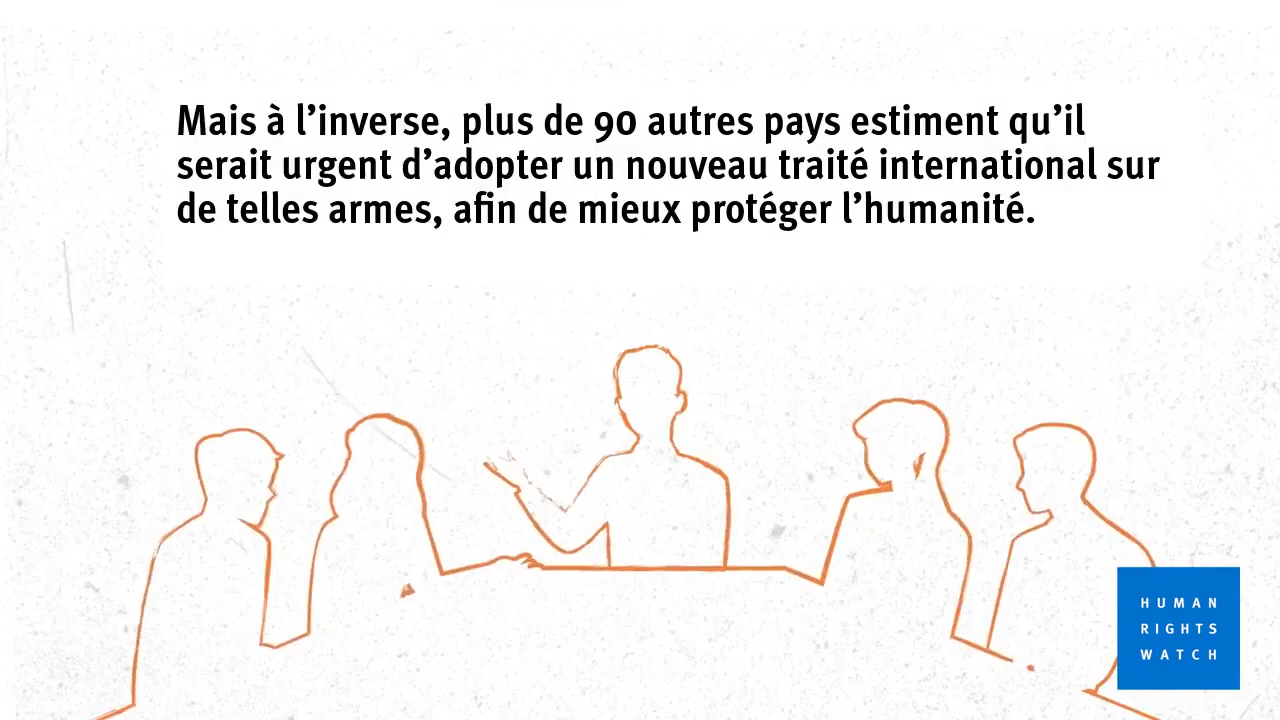 Mais à l’inverse, plus de 90 autres pays estiment qu’il
serait urgent d’adopter un nouveau traité international sur
de telles armes, afin de mieux protéger l’humanité.
HUMAN
RIGHTS
WATCH